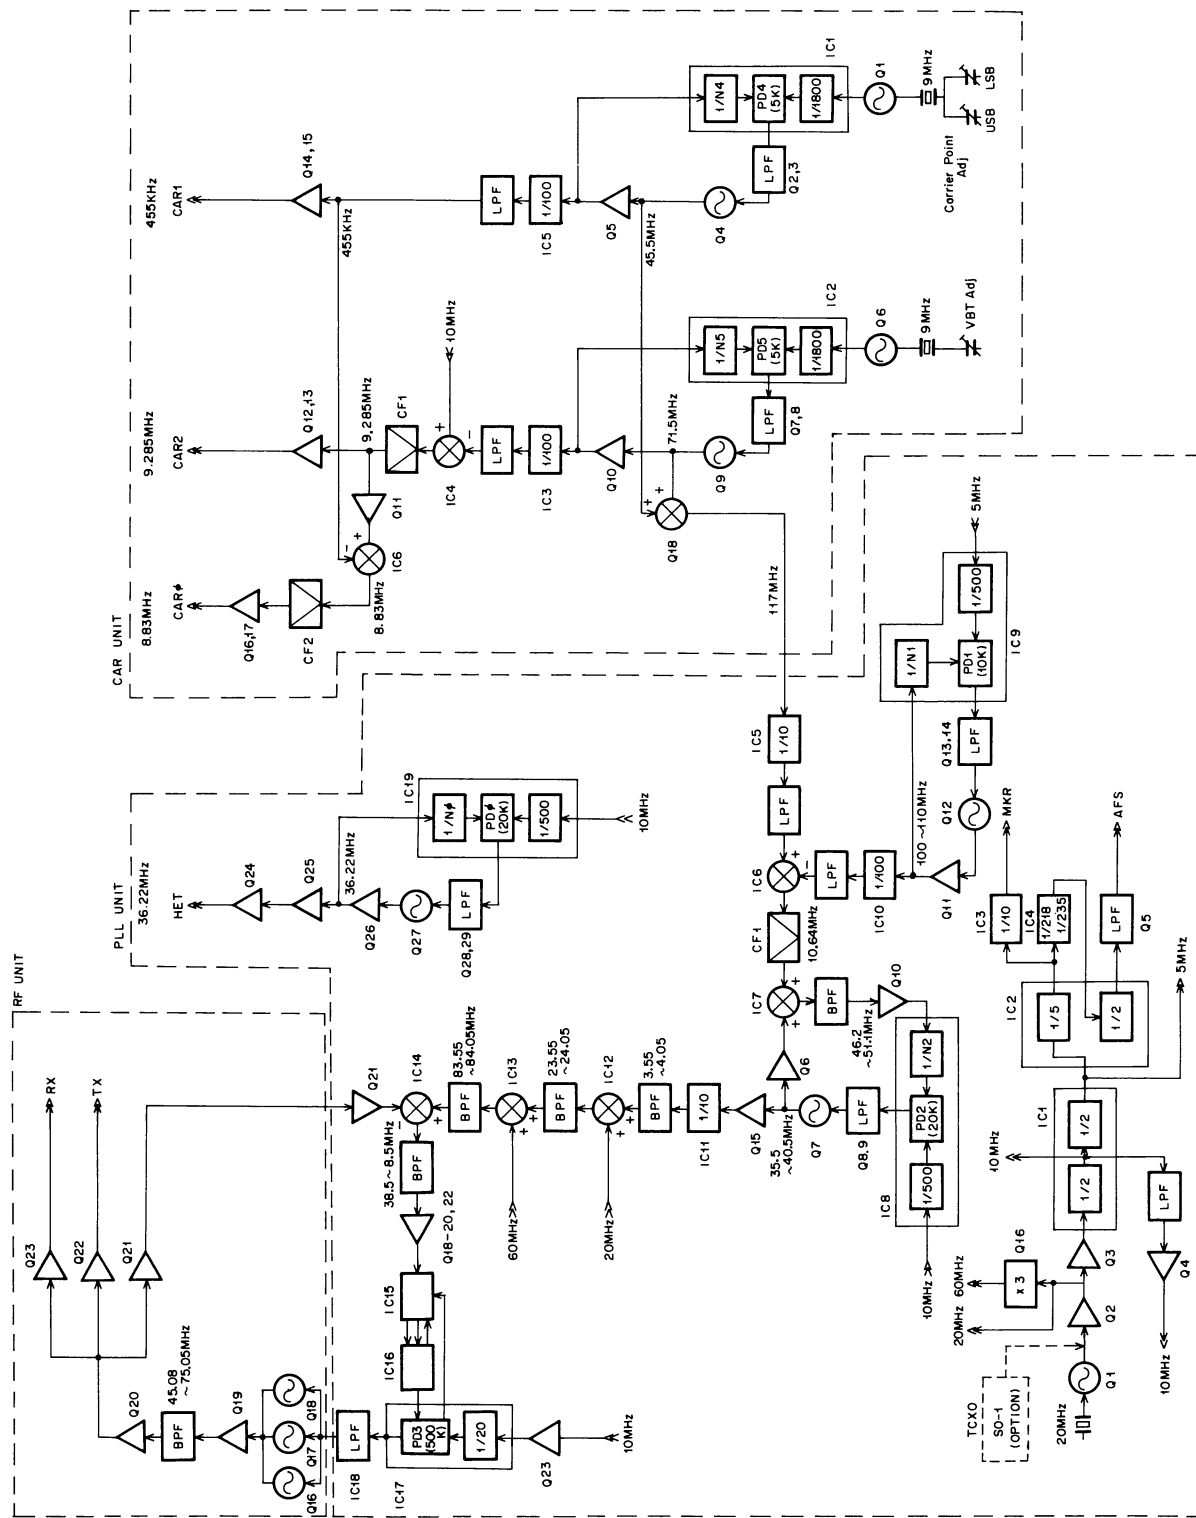 RF UNIT
RX
TX
Q23
Q22
Q21
Q20
45.08
~75.05MHz
BPF
Q19
Q18
Q17
Q16
LPF
IC18
IC17
PD3
(500
K)
1/20
Q23
10MHz
IC16
IC15
Q18-20, 22
38.5~8.5MHz
BPF
Q21
IC14
83.55
~84.05MHz
BPF
IC13
60MHz
23.55
~24.05
BPF
IC12
20MHz
3.55
~4.05
BPF
1/10
IC11
Q15
35.5
~40.5MHz
Q6
Q7
LPF
Q8,9
PD2
(20K)
1/500
1/N2
IC8
10MHz
46.2
~51.1MHz
Q10
BPF
IC7
CF1
10.64MHz
IC6
LPF
1/10
IC5
117MHz
LPF
1/100
IC10
100~110MHz
Q11
Q12
Q13,14
LPF
1/N1
PD1
(10K)
1/500
IC9
5MHz
PLL UNIT
36.22MHz
HET
Q24
Q25
36.22MHz
Q26
Q27
LPF
Q28,29
IC19
1/Nϕ
PDϕ
(20K)
1/500
10MHz
TCXO
SO-1
(OPTION)
20MHz
Q1
Q2
Q3
20MHz
60MHz
Q16
x 3
10MHz
IC1
1/2
1/2
LPF
Q4
10MHz
5MHz
IC2
1/5
1/2
IC3
1/10
IC4
1/218
1/235
MKR
LPF
Q5
AFS
CAR UNIT
8.83MHz
CARϕ
Q16,17
CF2
8.83MHz
IC6
9.285MHz
CAR2
Q12,13
9.285MHz
Q11
CF1
IC4
10MHz
LPF
1/100
IC3
Q10
71.5MHz
Q18
Q9
LPF
Q7,8
1/N5
PD5
(5K)
1/1800
IC2
Q6
9MHz
VBT Adj
455KHz
CAR1
Q14,15
455KHz
LPF
1/100
IC5
Q5
45.5MHz
Q4
LPF
Q2,3
1/N4
PD4
(5K)
1/1800
IC1
Q1
9MHz
USB
LSB
Carrier Point
Adj